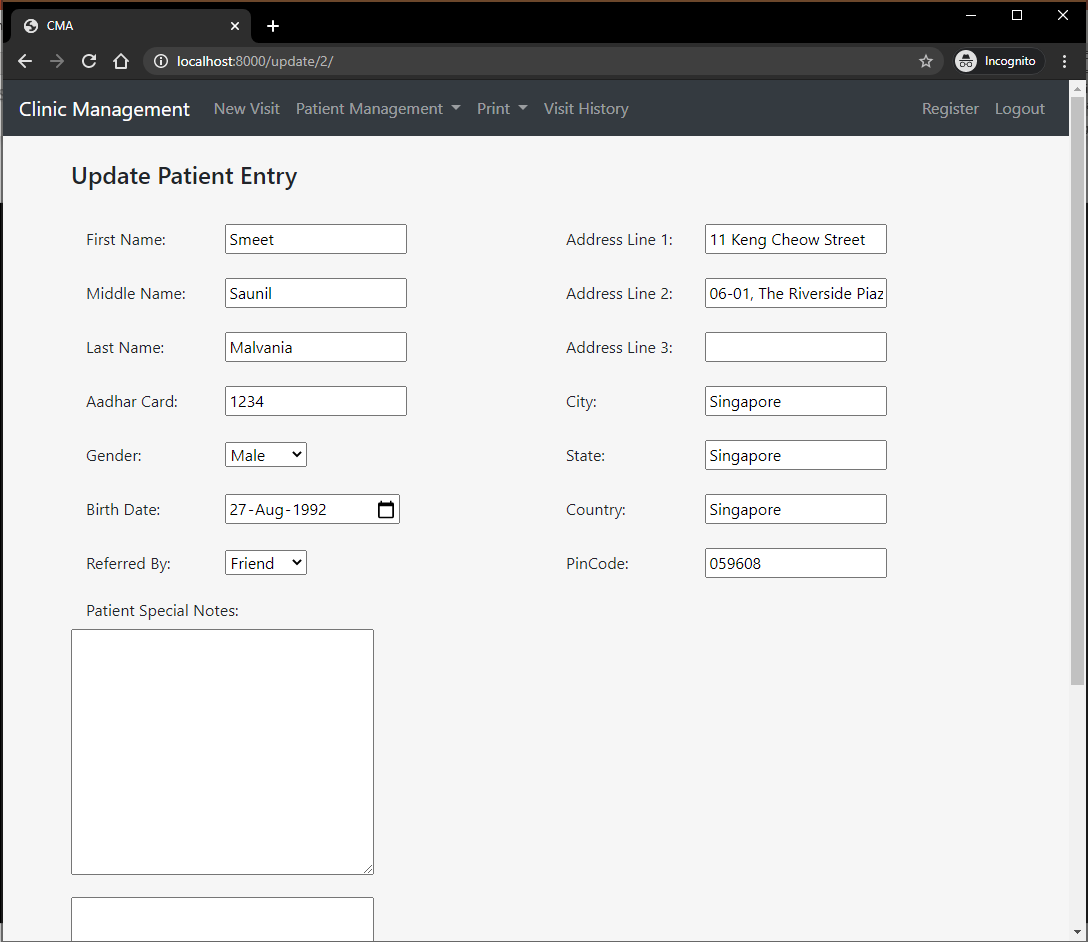 CMA
localhost:8000/update/2/
Incognito
Clinic Management New Visit Patient Management Print Visit History Register Logout
Update Patient Entry
First Name: Smeet
Address Line 1: 11 Keng Cheow Street
Middle Name: Saunil
Address Line 2: 06-01, The Riverside Piaz
Last Name: Malvania
Address Line 3:
Aadhar Card: 1234
City: Singapore
Gender: Male
State: Singapore
Birth Date: 27-Aug-1992
Country: Singapore
Referred By: Friend
PinCode: 059608
Patient Special Notes: